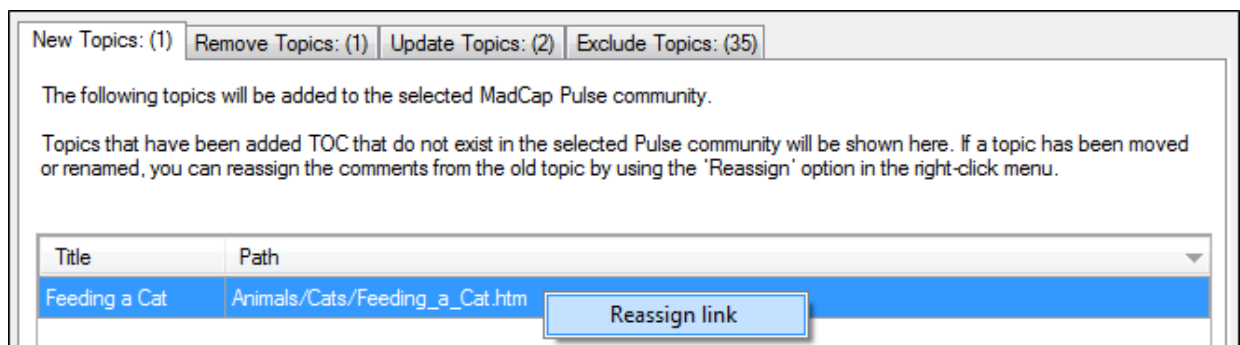 New Topics: (1) Remove Topics: (1) Update Topics: (2) Exclude Topics: (35)
The following topics will be added to the selected MadCap Pulse community.
Topics that have been added TOC that do not exist in the selected Pulse community will be shown here. If a topic has been moved
or renamed, you can reassign the comments from the old topic by using the 'Reassign' option in the right-click menu.
Title Path
Feeding a Cat Animals/Cats/Feeding_a_Cat.htm
Reassign link